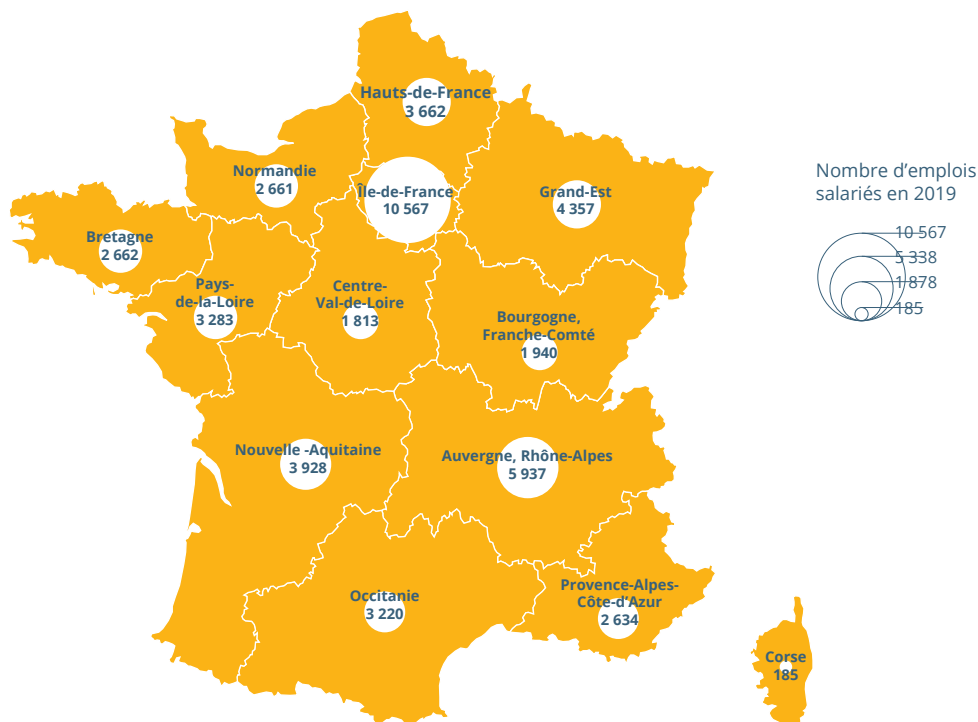 Hauts-de-France
3 662
Normandie
2 661
Île-de-France
10 567
Grand-Est
4 357
Bretagne
2 662
Pays-
de-la-Loire
3 283
Centre-
Val-de-Loire
1 813
Bourgogne,
Franche-Comté
1 940
Nouvelle -Aquitaine
3 928
Auvergne, Rhône-Alpes
5 937
Occitanie
3 220
Provence-Alpes-
Côte-d'Azur
2 634
Corse
185
Nombre d'emplois
salariés en 2019
10 567
5 338
1 878
185